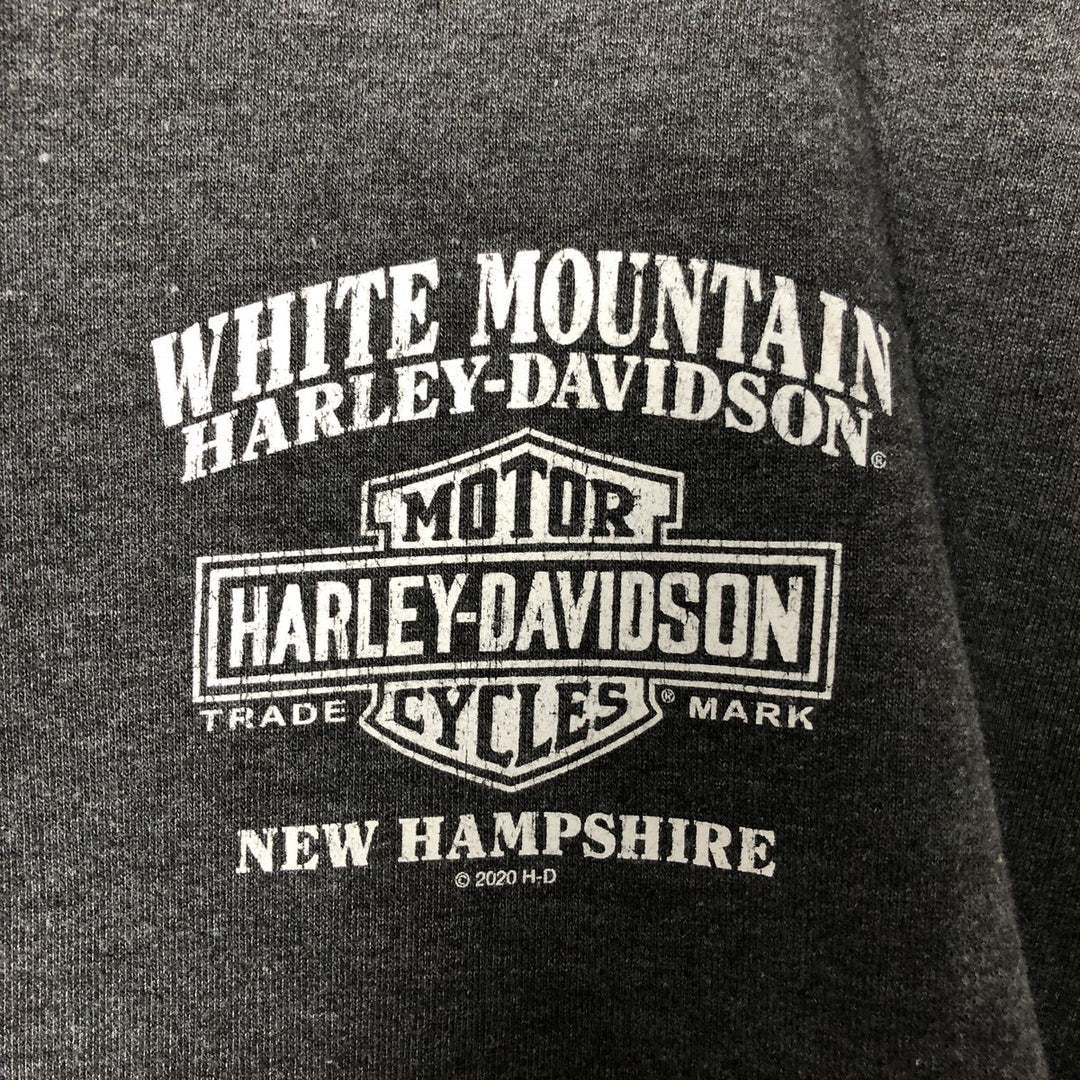 WHITE MOUNTAIN
HARLEY-DAVIDSON®
MOTOR
HARLEY-DAVIDSON
TRADE CYCLES® MARK
NEW HAMPSHIRE
© 2020 H-D